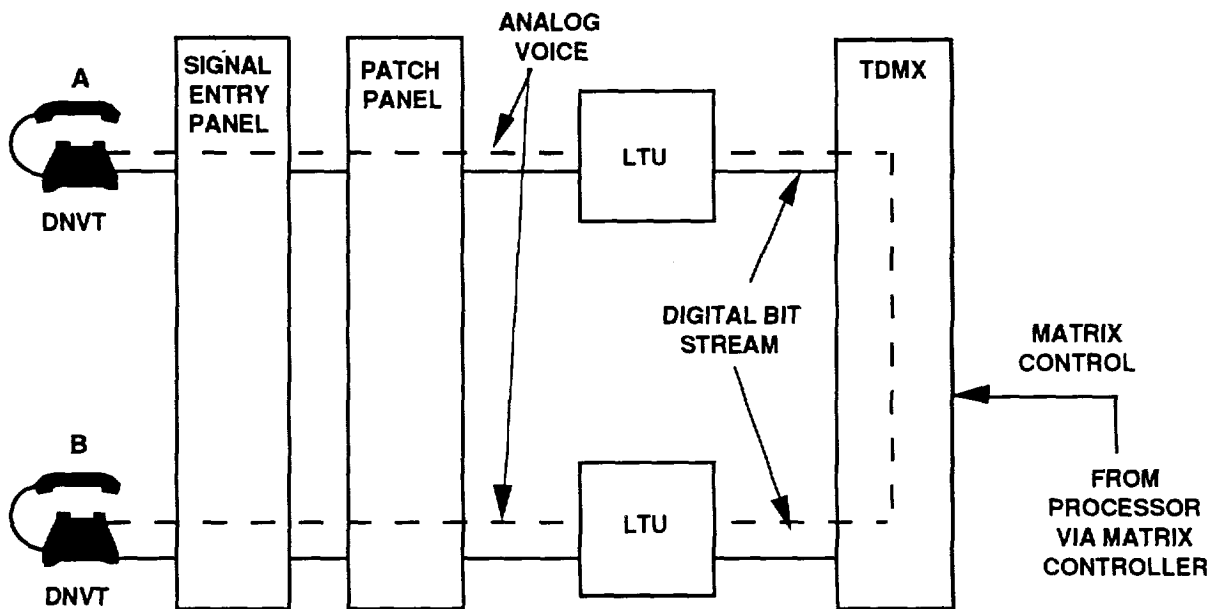 ANALOG
VOICE
A
SIGNAL
ENTRY
PANEL
PATCH
PANEL
TDMX
LTU
DNVT
DIGITAL BIT
STREAM
MATRIX
CONTROL
B
LTU
DNVT
FROM
PROCESSOR
VIA MATRIX
CONTROLLER